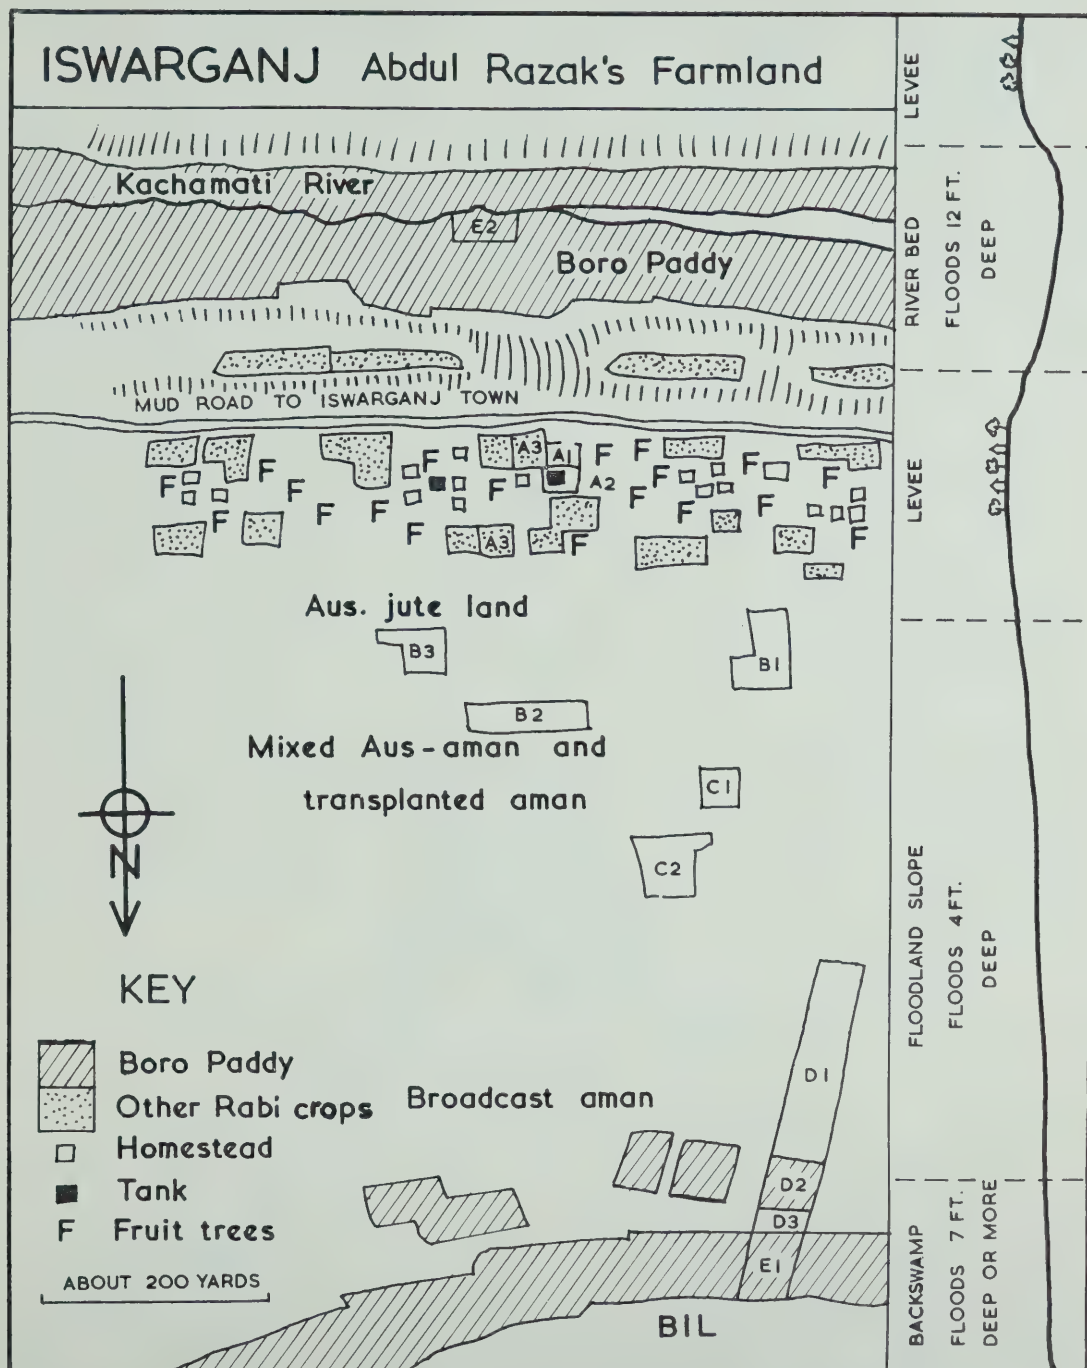 ISWARGANJ Abdul Razak's Farmland
Kachamati River
E2
Boro Paddy
MUD ROAD TO ISWARGANJ TOWN
A3
A1
F
F
F
F
F
F
F
A2
F
F
F
F
F
F
F
F
F
F
A3
F
F
Aus. jute land
B3
B1
B2
Mixed Aus-aman and
transplanted aman
C1
C2
N
D1
Broadcast aman
D2
D3
E1
BIL
KEY
Boro Paddy
Other Rabi crops
Homestead
Tank
F Fruit trees
ABOUT 200 YARDS
LEVEE
RIVER BED
FLOODS 12 FT.
DEEP
LEVEE
FLOODLAND SLOPE
FLOODS 4 FT.
DEEP
BACKSWAMP
FLOODS 7 FT.
DEEP OR MORE